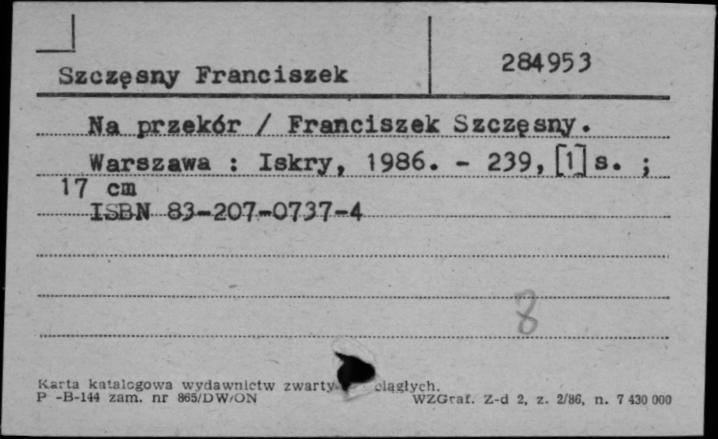 Szczęsny Franciszek
284953
Na przekór / Franciszek Szczęsny.
Warszawa : Iskry, 1986. - 239, [1] s. ;
17 cm
ISBN 83-207-0737-4
8
Karta katalogowa wydawnictw ciągłych.
P -B-144 zam. nr 865/DW/ON
WZGraf. Z-d 2, z. 2/86, n. 7 430 000